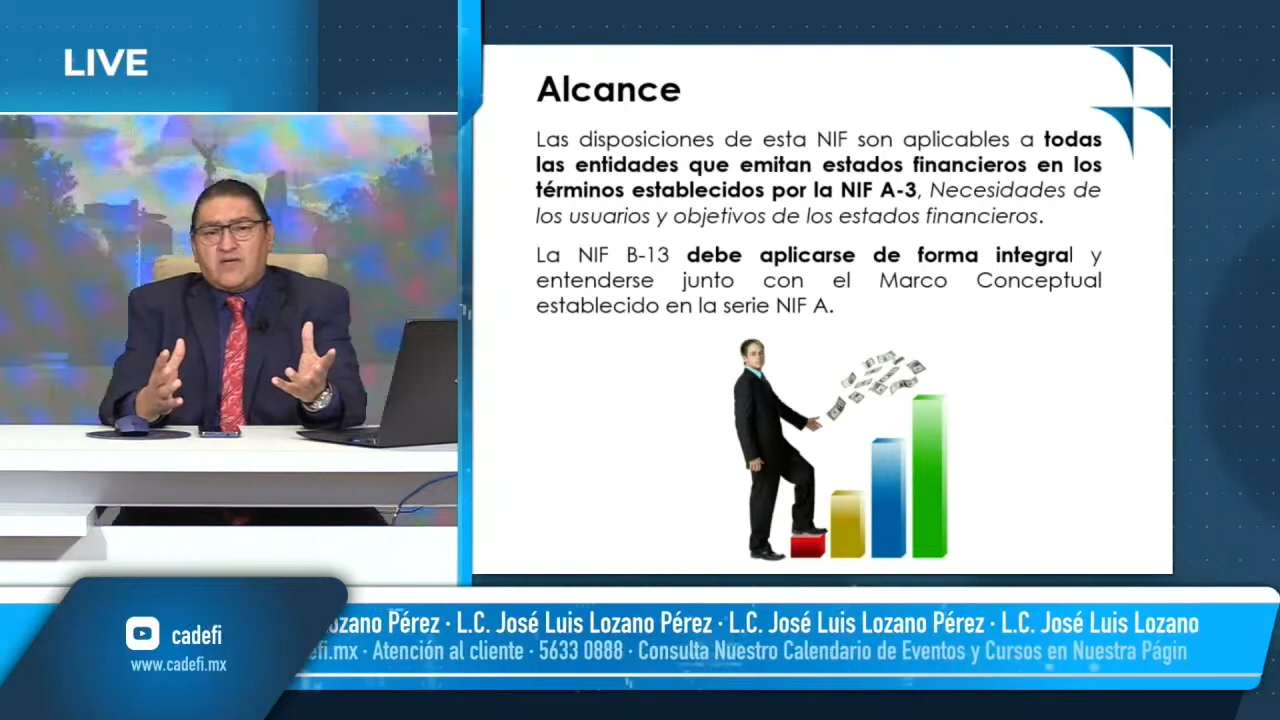 LIVE
Alcance
Las disposiciones de esta NIF son aplicables a todas
las entidades que emitan estados financieros en los
términos establecidos por la NIF A-3, Necesidades de
los usuarios y objetivos de los estados financieros.
La NIF B-13 debe aplicarse de forma integral y
entenderse junto con el Marco Conceptual
establecido en la serie NIF A.
cadefi
www.cadefi.mx
Lozano Pérez · L.C. José Luis Lozano Pérez · L.C. José Luis Lozano Pérez · L.C. José Luis Lozano
efi.mx · Atención al cliente · 5633 0888 · Consulta Nuestro Calendario de Eventos y Cursos en Nuestra Págin